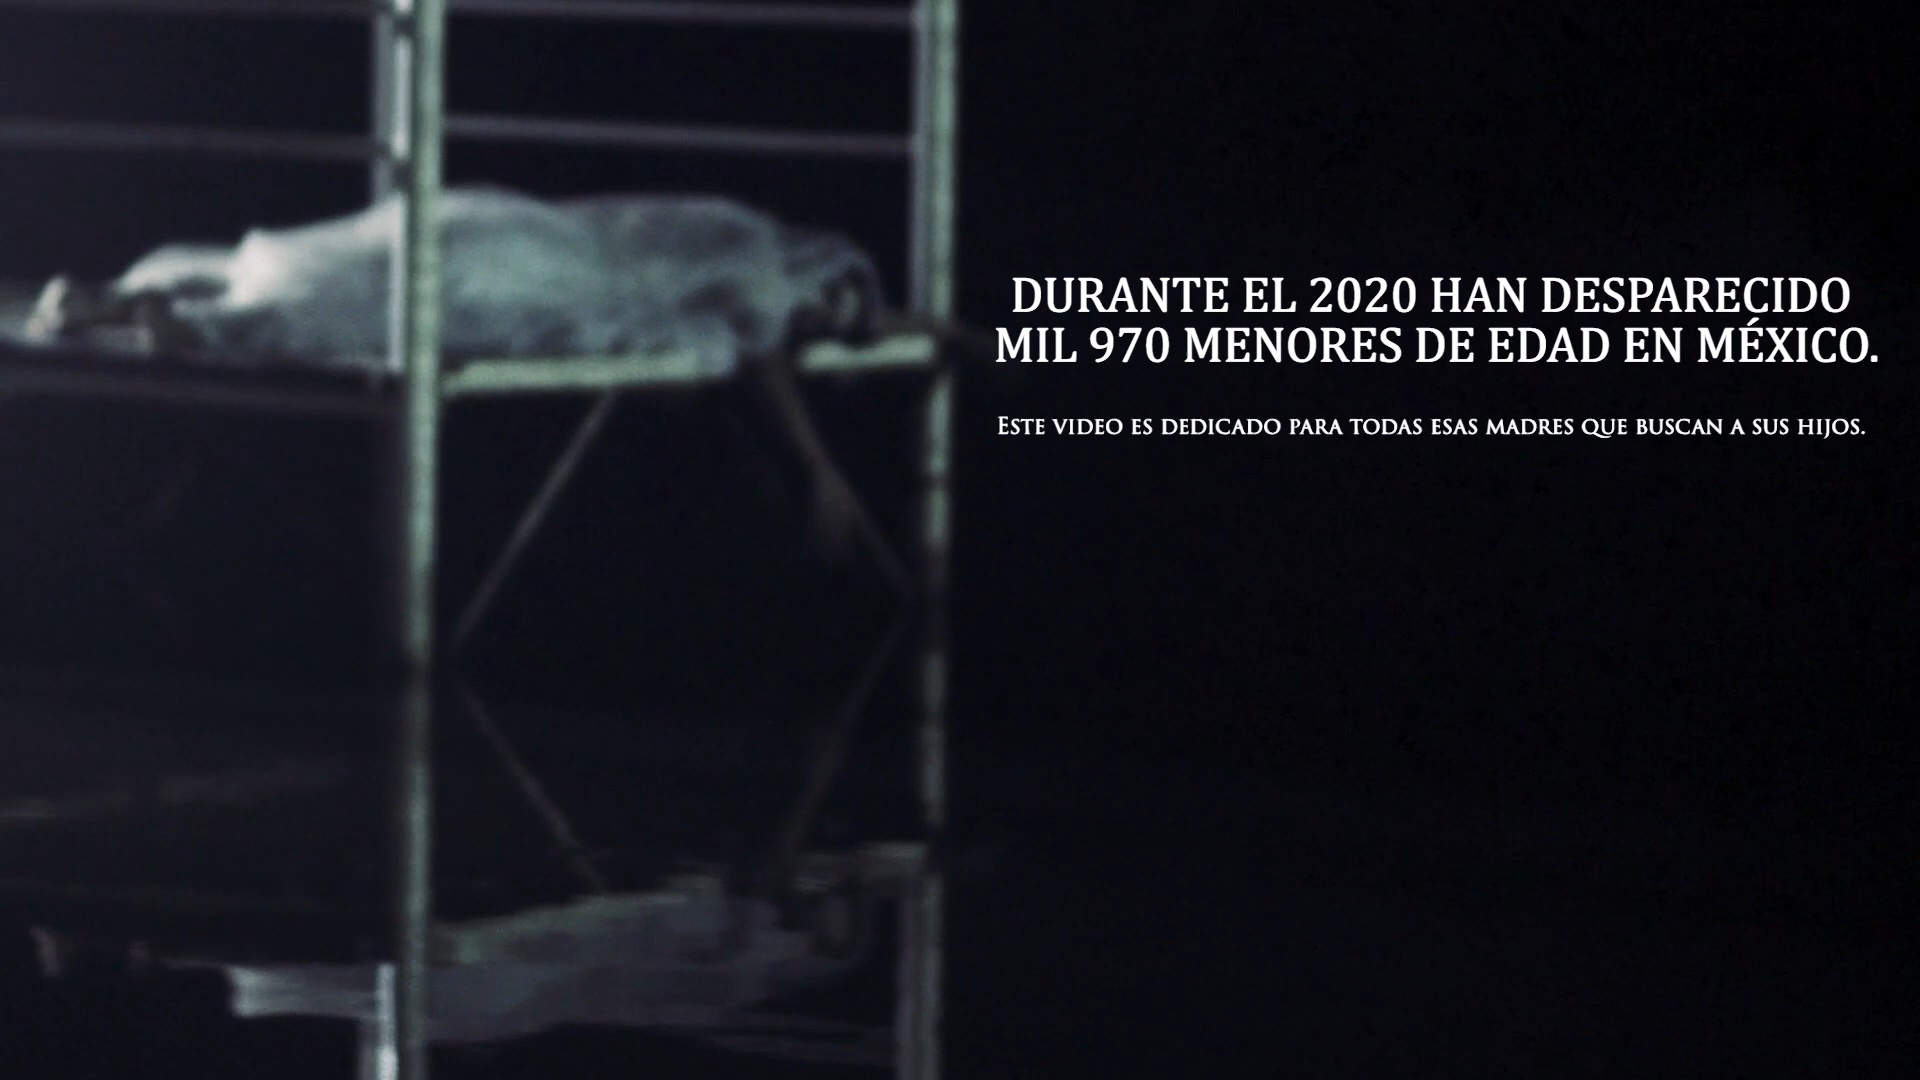 DURANTE EL 2020 HAN DESPARECIDO
MIL 970 MENORES DE EDAD EN MÉXICO.
Este video es dedicado para todas esas madres que buscan a sus hijos.